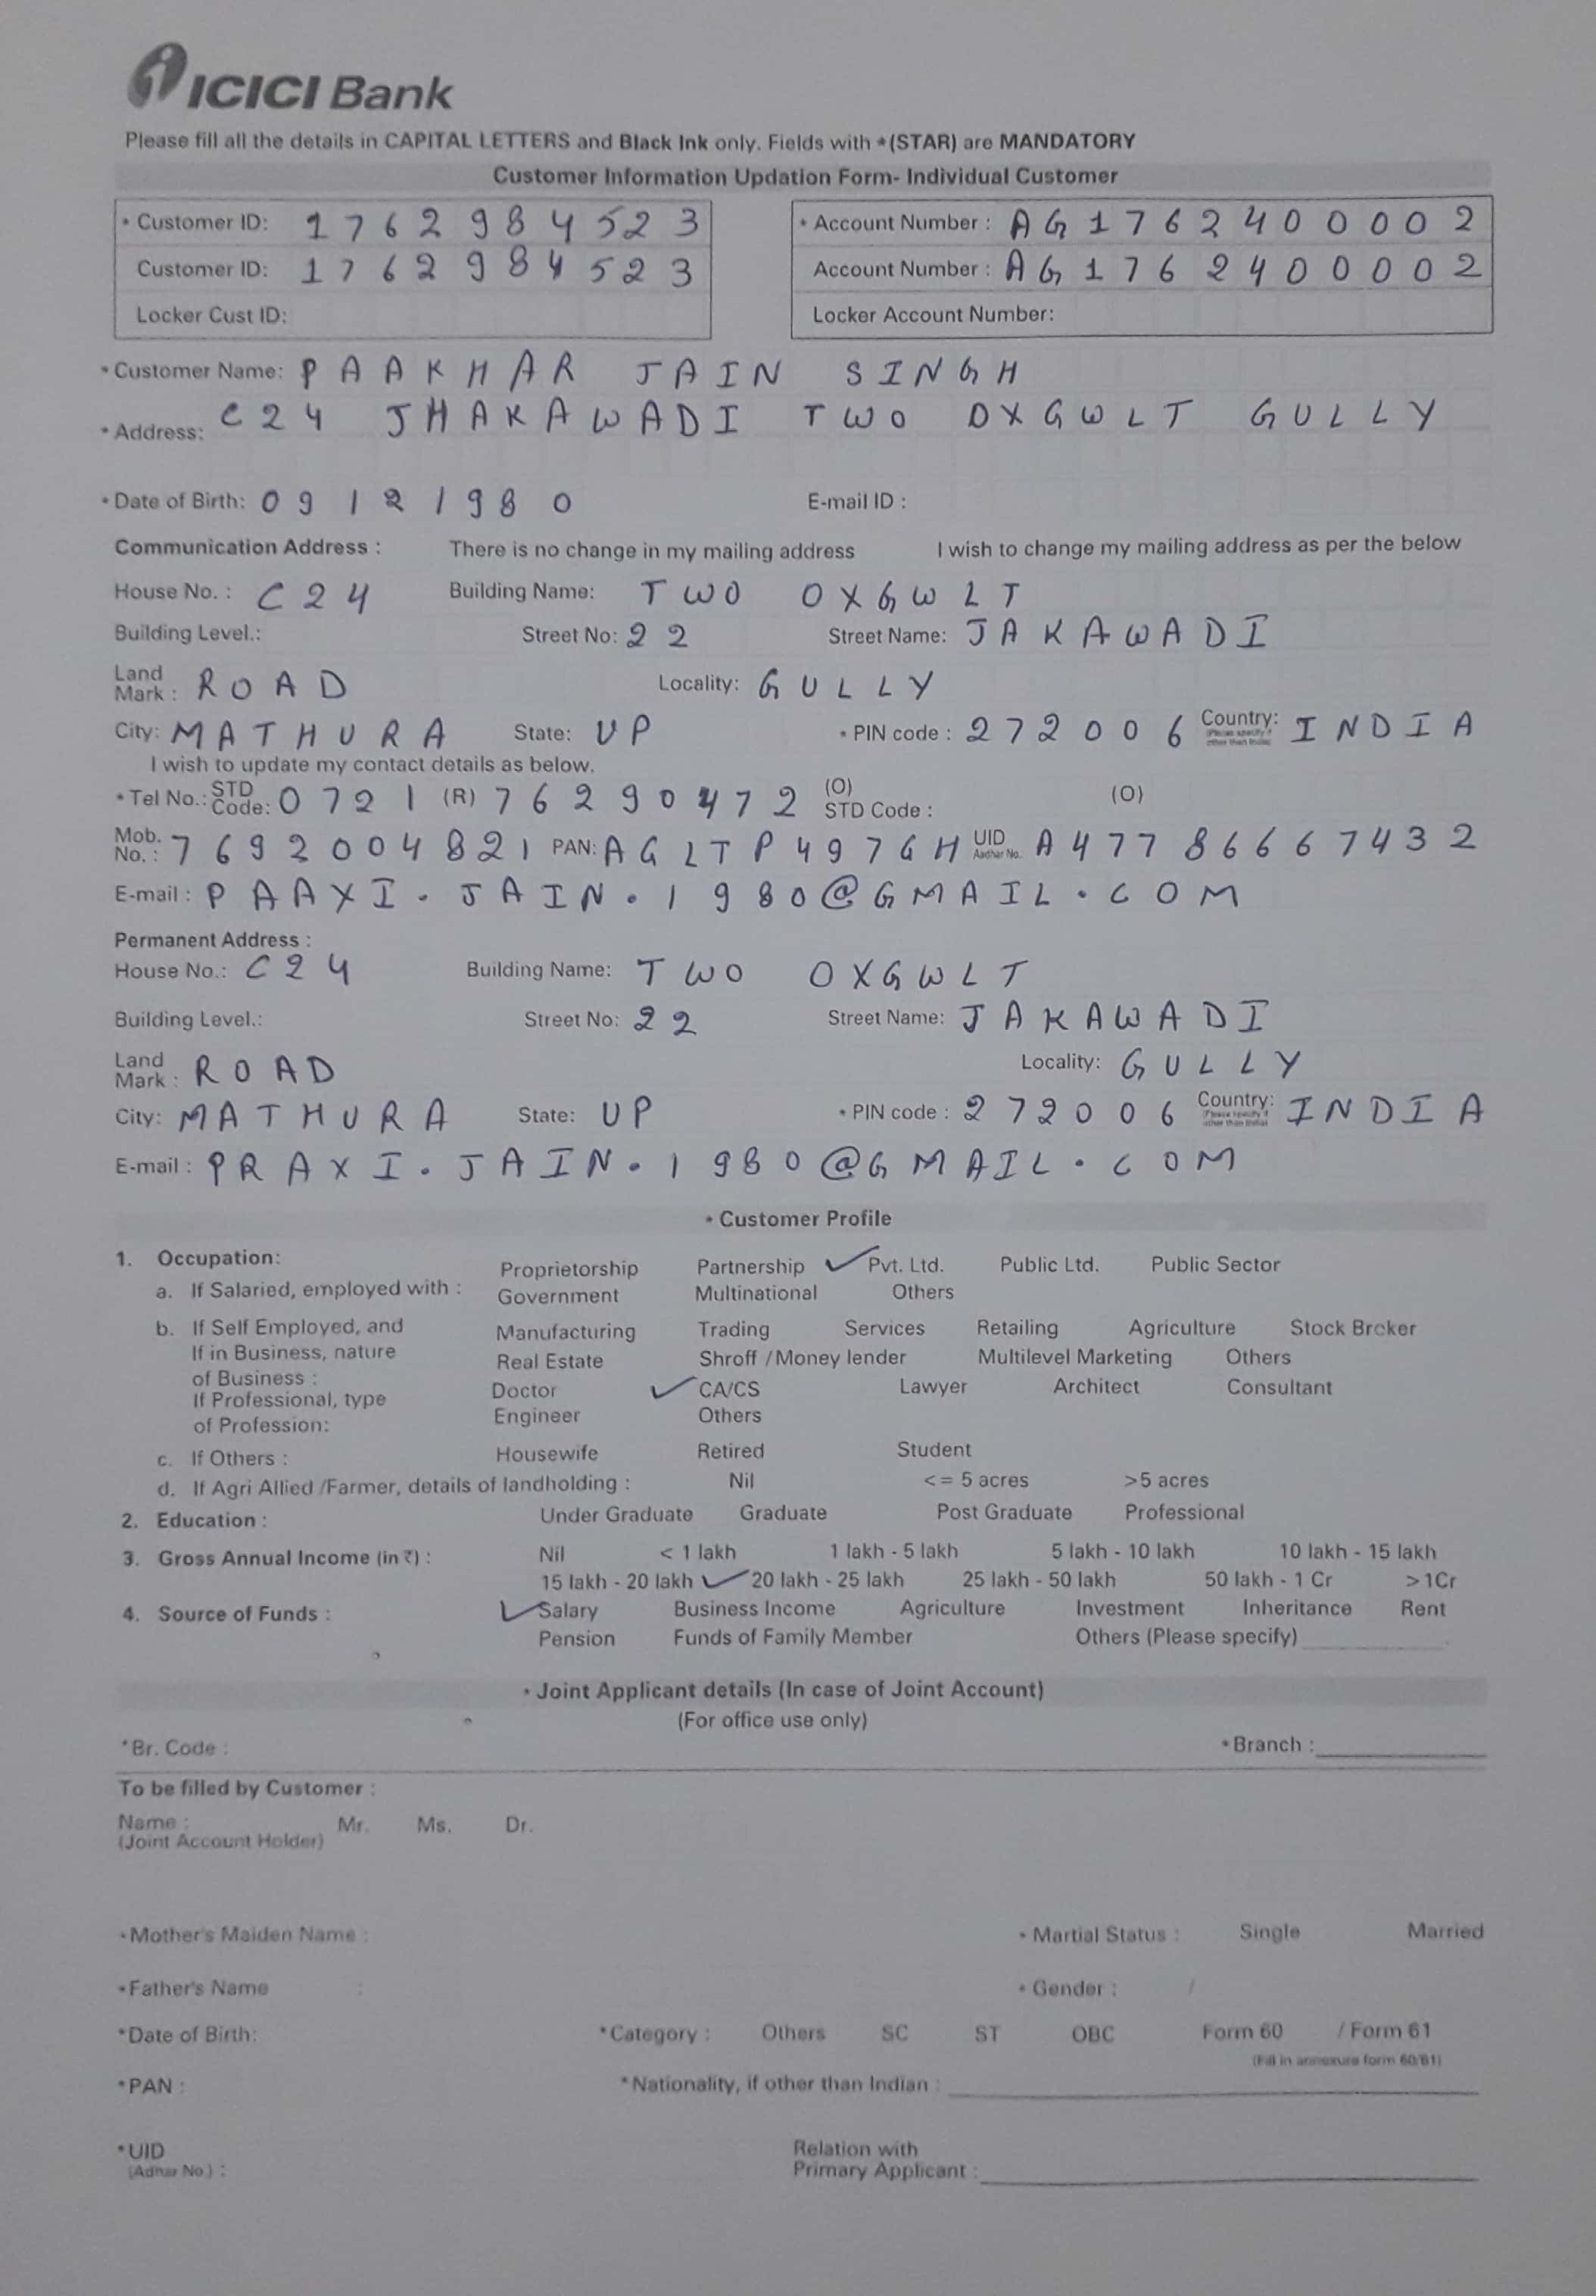 ICICI Bank
Please fill all the details in CAPITAL LETTERS and Black Ink only. Fields with *(STAR) are MANDATORY
Customer Information Updation Form- Individual Customer
* Customer ID: 1762984523 * Account Number : AG17624000 02
Customer ID: 1762984523 Account Number : AG1762400002
Locker Cust ID: Locker Account Number:
* Customer Name: PAAKHAR JAIN SINGH
* Address: C24 JHAKAWADI TWO OXGWLT GULLY
* Date of Birth: 09121980 E-mail ID :
Communication Address : There is no change in my mailing address I wish to change my mailing address as per the below
House No. : C24 Building Name: TWO OXGWLT
Building Level.: Street No: 22 Street Name: JAKAWADI
Land Mark : ROAD Locality: GULLY
City: MATHURA State: UP * PIN code : 272006 Country: (Please specify if other than India) INDIA
I wish to update my contact details as below.
* Tel No.: STD Code: 0721 (R) 76290472 (O) STD Code : (O)
Mob. No. : 7692004821 PAN: AGLTP497GH UID Aadhar No. A47786667432
E-mail : PAAXI.JAIN.1980@GMAIL.COM
Permanent Address :
House No.: C24 Building Name: TWO OXGWLT
Building Level.: Street No: 22 Street Name: JAKAWADI
Land Mark : ROAD Locality: GULLY
City: MATHURA State: UP * PIN code : 272006 Country: (Please specify if other than India) INDIA
E-mail : PRAXI.JAIN.1980@GMAIL.COM
* Customer Profile
1. Occupation: Proprietorship Partnership ✓ Pvt. Ltd. Public Ltd. Public Sector
a. If Salaried, employed with : Government Multinational Others
b. If Self Employed, and Manufacturing Trading Services Retailing Agriculture Stock Broker
If in Business, nature of Business : Real Estate Shroff /Money lender Multilevel Marketing Others
If Professional, type Doctor ✓ CA/CS Lawyer Architect Consultant
of Profession: Engineer Others
c. If Others : Housewife Retired Student
d. If Agri Allied /Farmer, details of landholding : Nil <= 5 acres >5 acres
2. Education : Under Graduate Graduate Post Graduate Professional
3. Gross Annual Income (in ₹) : Nil < 1 lakh 1 lakh - 5 lakh 5 lakh - 10 lakh 10 lakh - 15 lakh
15 lakh - 20 lakh ✓ 20 lakh - 25 lakh 25 lakh - 50 lakh 50 lakh - 1 Cr >1Cr
4. Source of Funds : ✓ Salary Business Income Agriculture Investment Inheritance Rent
Pension Funds of Family Member Others (Please specify)
* Joint Applicant details (In case of Joint Account)
(For office use only)
*Br. Code : * Branch :
To be filled by Customer :
Name : Mr. Ms. Dr.
(Joint Account Holder)
*Mother's Maiden Name : * Martial Status : Single Married
*Father's Name : * Gender : /
*Date of Birth: *Category : Others SC ST OBC Form 60 / Form 61
(Fill in annexure form 60/61)
*PAN : *Nationality, if other than Indian :
*UID Relation with
(Adhar No.) : Primary Applicant :